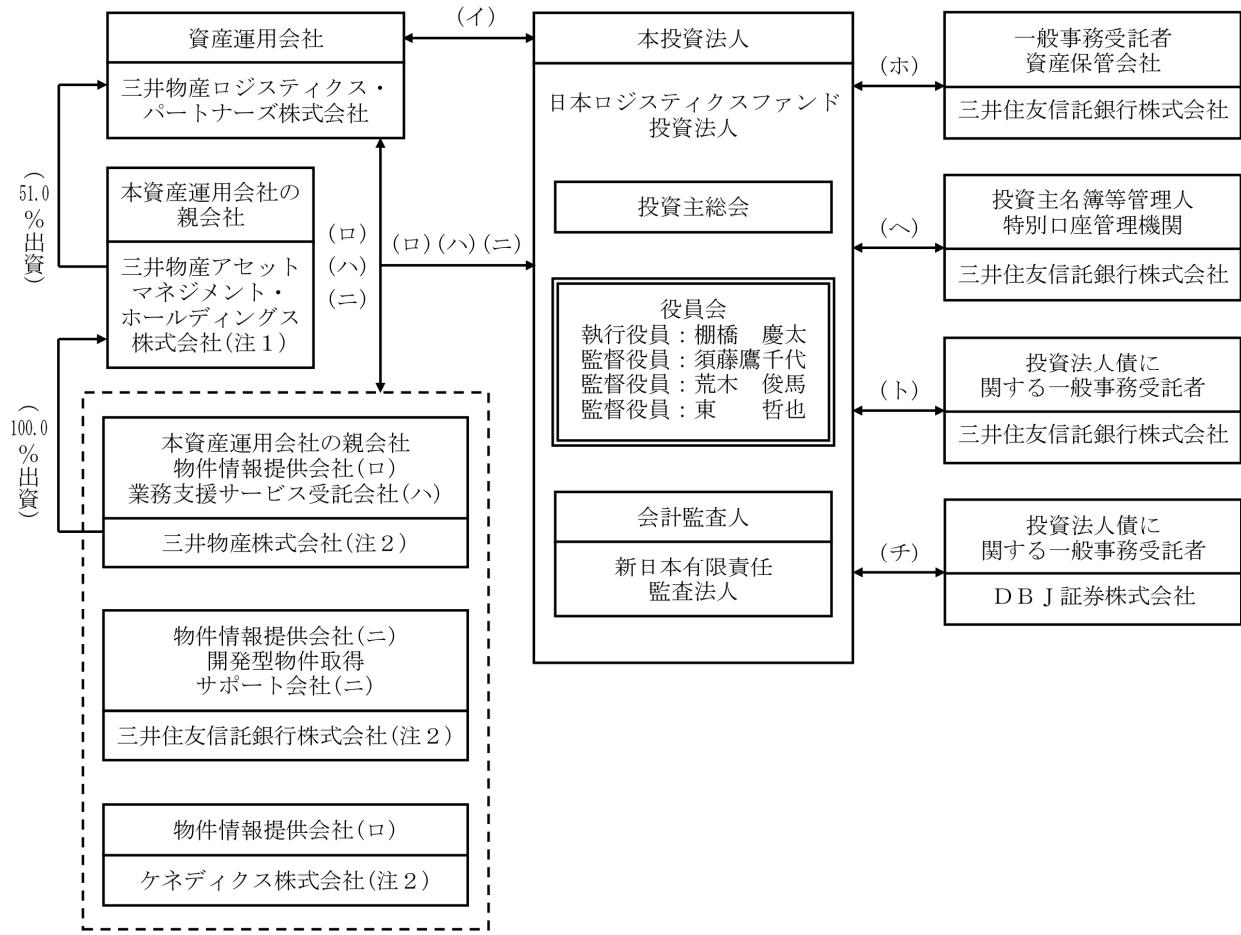 資産運用会社
三井物産ロジスティクス・
パートナーズ株式会社
(51.0%出資)
本資産運用会社の
親会社
三井物産アセット
マネジメント・
ホールディングス
株式会社(注1)
(100.0%出資)
本資産運用会社の親会社
物件情報提供会社(ロ)
業務支援サービス受託会社(ハ)
三井物産株式会社(注2)
物件情報提供会社(ニ)
開発型物件取得
サポート会社(ニ)
三井住友信託銀行株式会社(注2)
物件情報提供会社(ロ)
ケネディクス株式会社(注2)
(イ)
(ロ)
(ハ)
(ニ)
(ロ)(ハ)(ニ)
本投資法人
日本ロジスティクスファンド
投資法人
投資主総会
役員会
執行役員:棚橋 慶太
監督役員:須藤鷹千代
監督役員:荒木 俊馬
監督役員:東 哲也
会計監査人
新日本有限責任
監査法人
(ホ)
一般事務受託者
資産保管会社
三井住友信託銀行株式会社
(ヘ)
投資主名簿等管理人
特別口座管理機関
三井住友信託銀行株式会社
(ト)
投資法人債に
関する一般事務受託者
三井住友信託銀行株式会社
(チ)
投資法人債に
関する一般事務受託者
DBJ証券株式会社